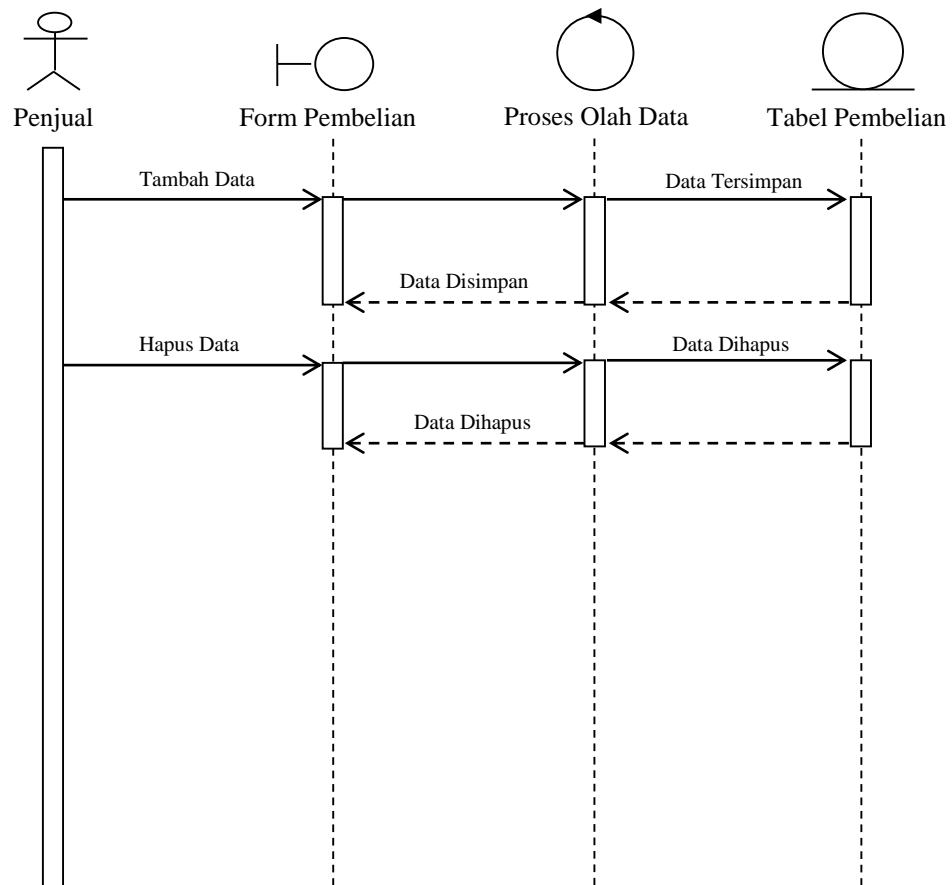 Penjual
Form Pembelian
Proses Olah Data
Tabel Pembelian
Tambah Data
Data Tersimpan
Data Disimpan
Hapus Data
Data Dihapus
Data Dihapus